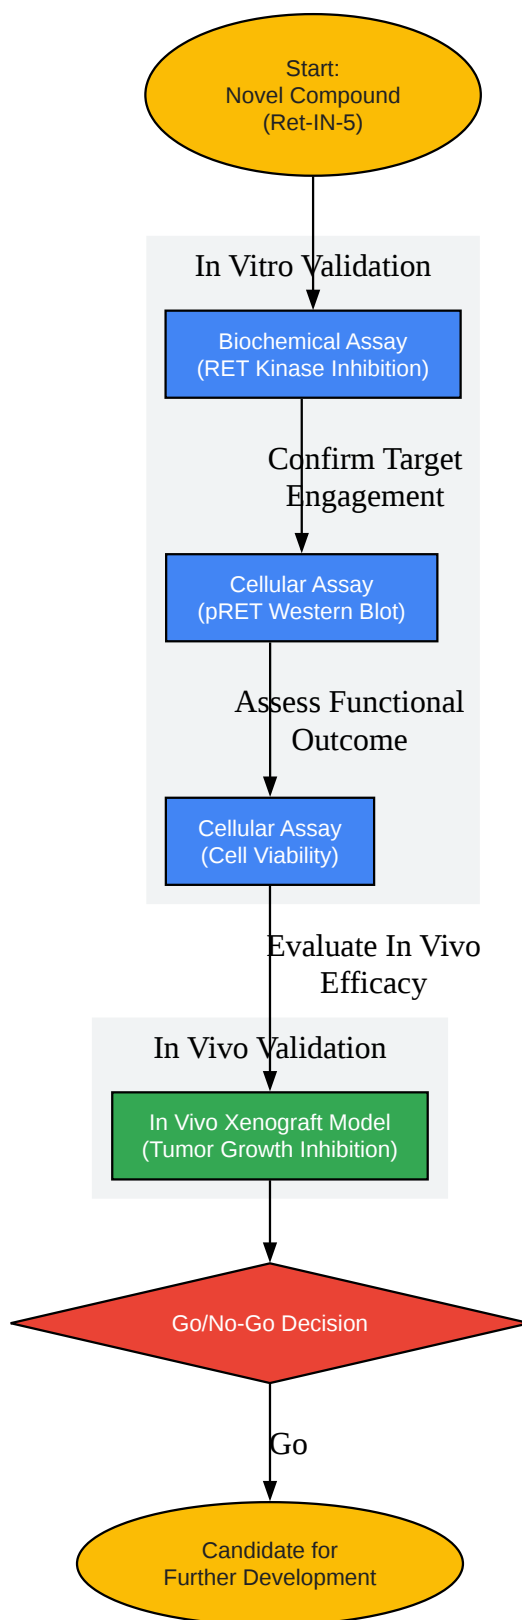 Start:
Novel Compound
(Ret-IN-5)
In Vitro Validation
Biochemical Assay
(RET Kinase Inhibition)
Confirm Target
Engagement
Cellular Assay
(pRET Western Blot)
Assess Functional
Outcome
Cellular Assay
(Cell Viability)
Evaluate In Vivo
Efficacy
In Vivo Validation
In Vivo Xenograft Model
(Tumor Growth Inhibition)
Go/No-Go Decision
Go
Candidate for
Further Development